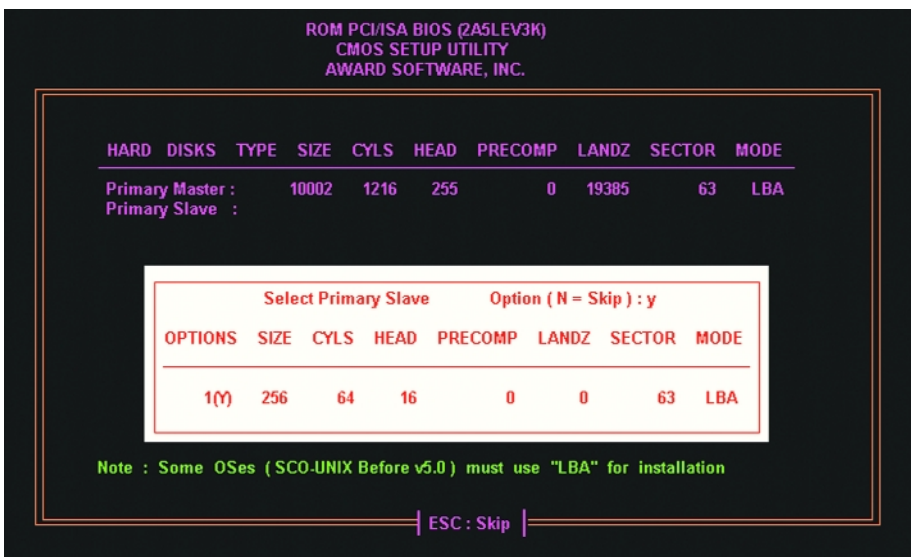 ROM PCI/ISA BIOS (2A5LEV3K)
CMOS SETUP UTILITY
AWARD SOFTWARE, INC.
HARD DISKS TYPE SIZE CYLS HEAD PRECOMP LANDZ SECTOR MODE
Primary Master : 10002 1216 255 0 19385 63 LBA
Primary Slave :
Select Primary Slave Option ( N = Skip ) : y
OPTIONS SIZE CYLS HEAD PRECOMP LANDZ SECTOR MODE
1(Y) 256 64 16 0 0 63 LBA
Note : Some OSes ( SCO-UNIX Before v5.0 ) must use "LBA" for installation
ESC : Skip